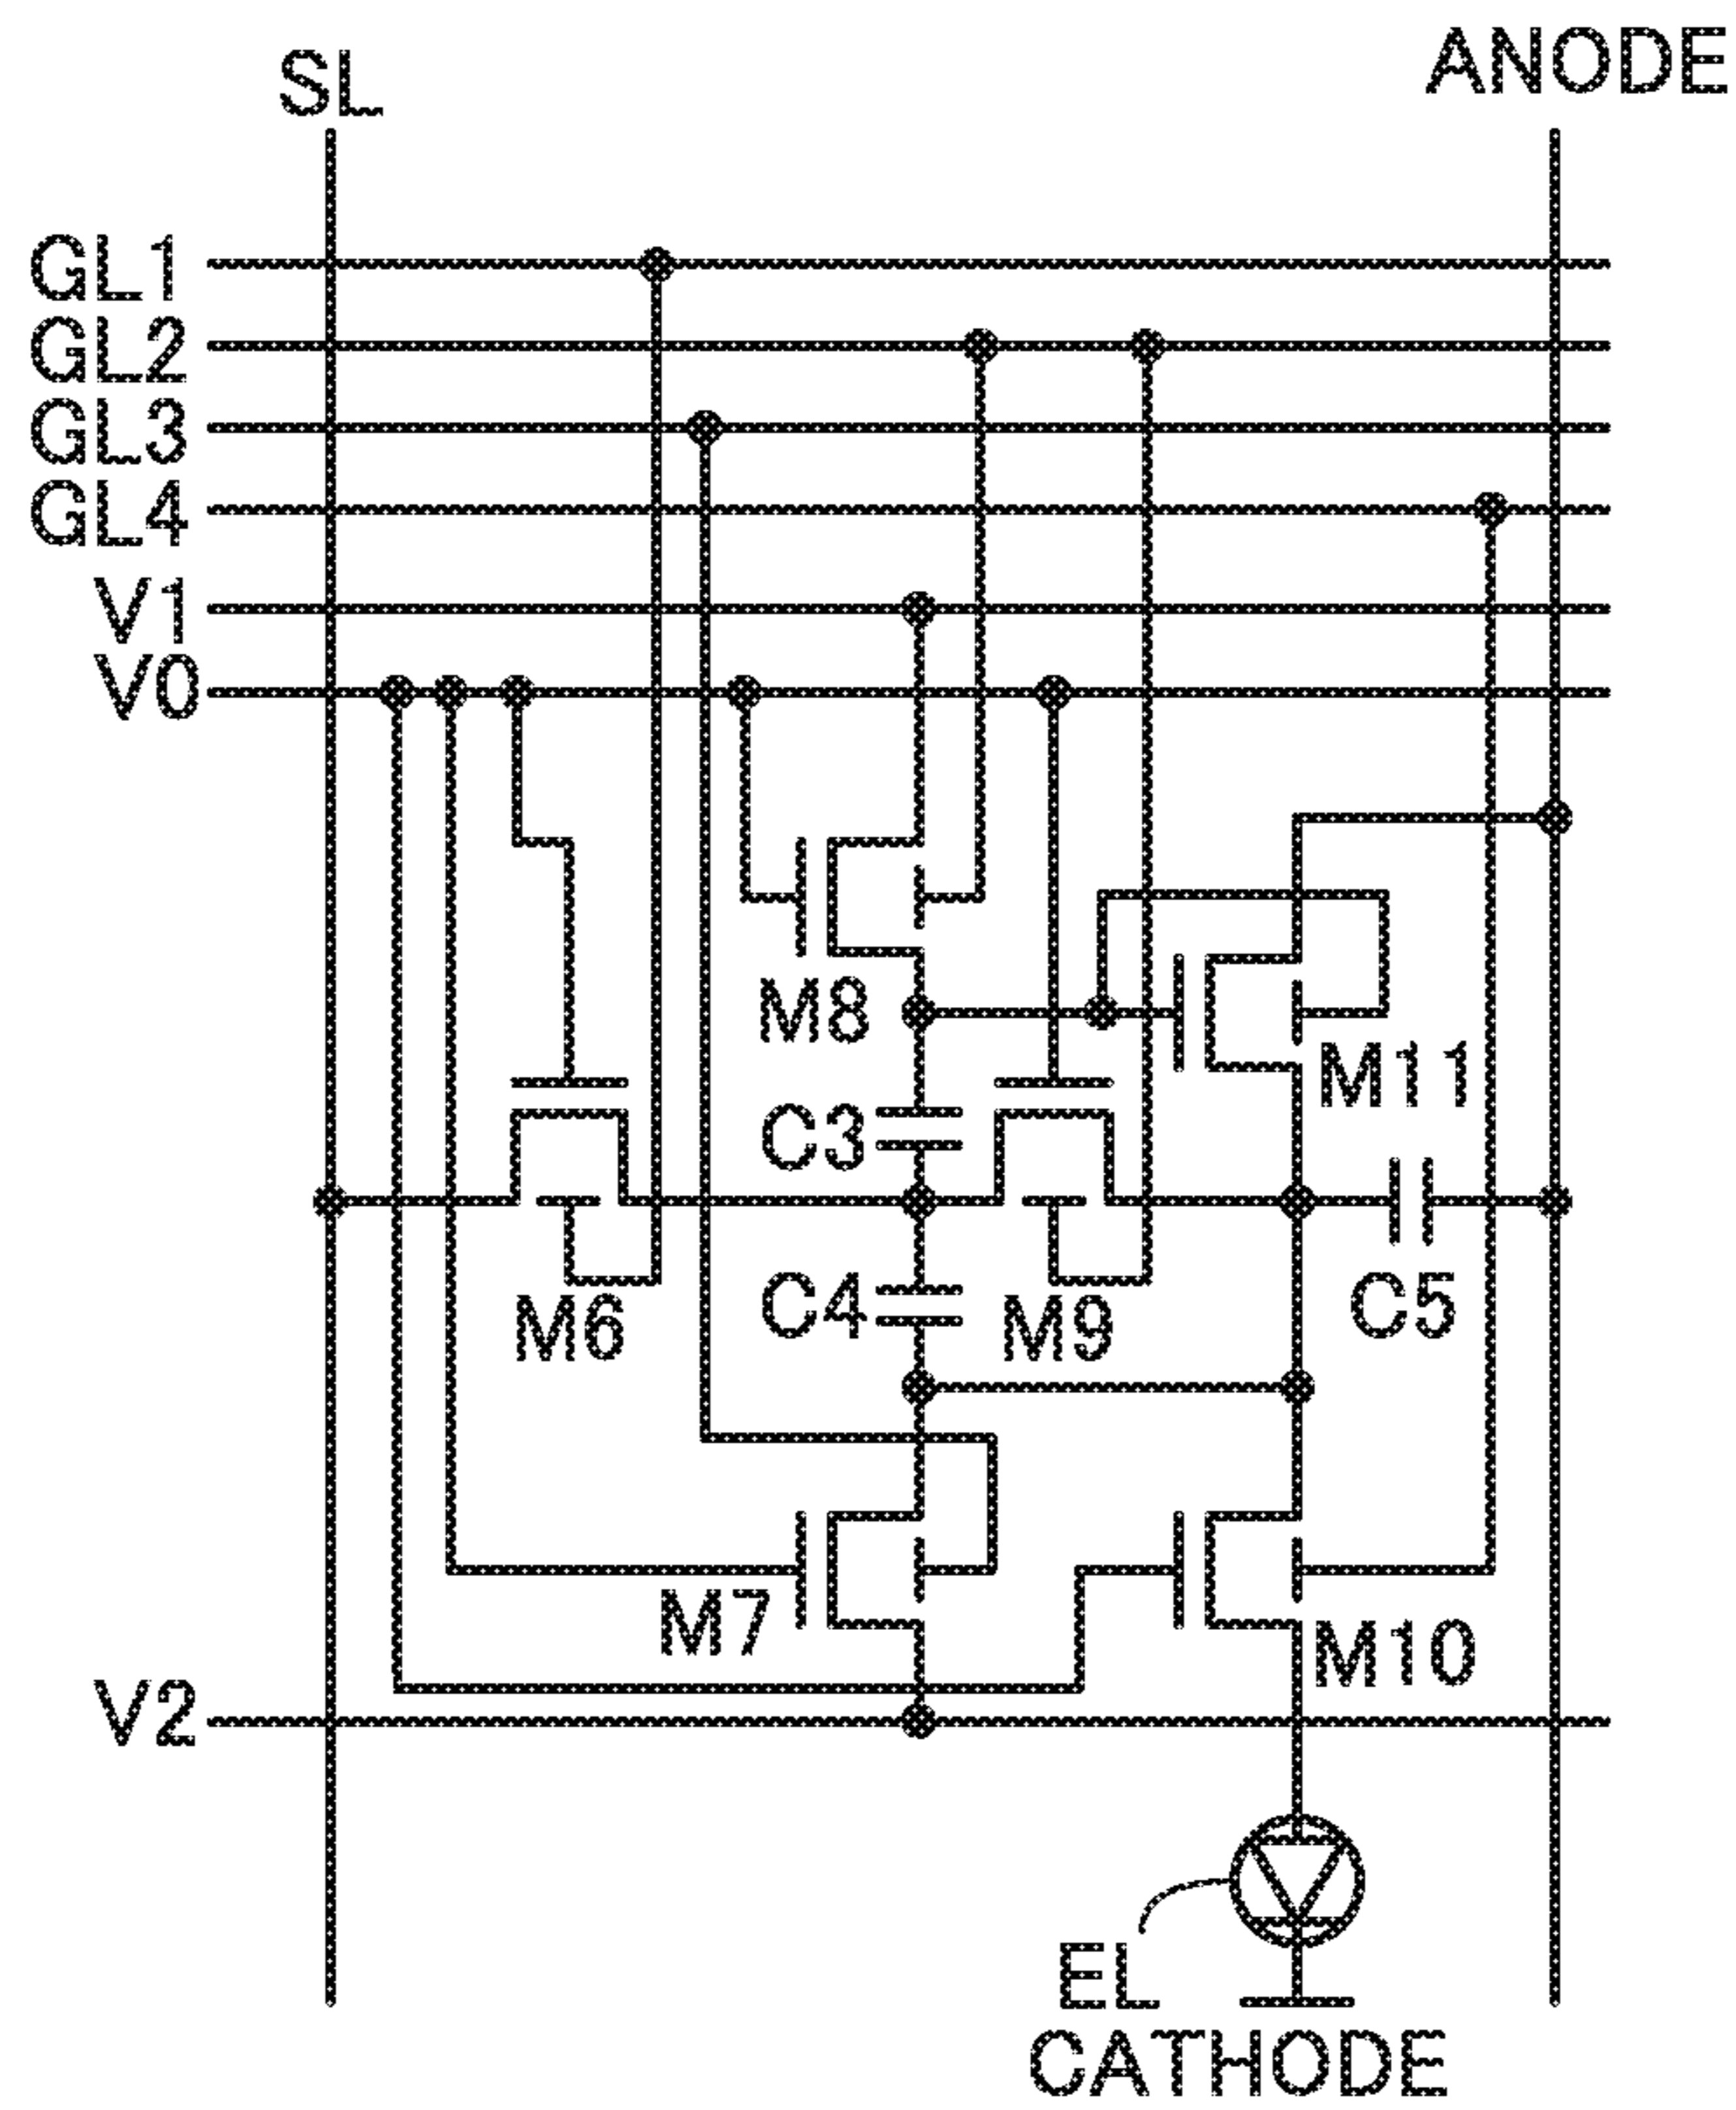 SL
ANODE
GL1
GL2
GL3
GL4
V1
V0
M8
M11
C3
C4
C5
M6
M9
M7
M10
V2
EL
CATHODE